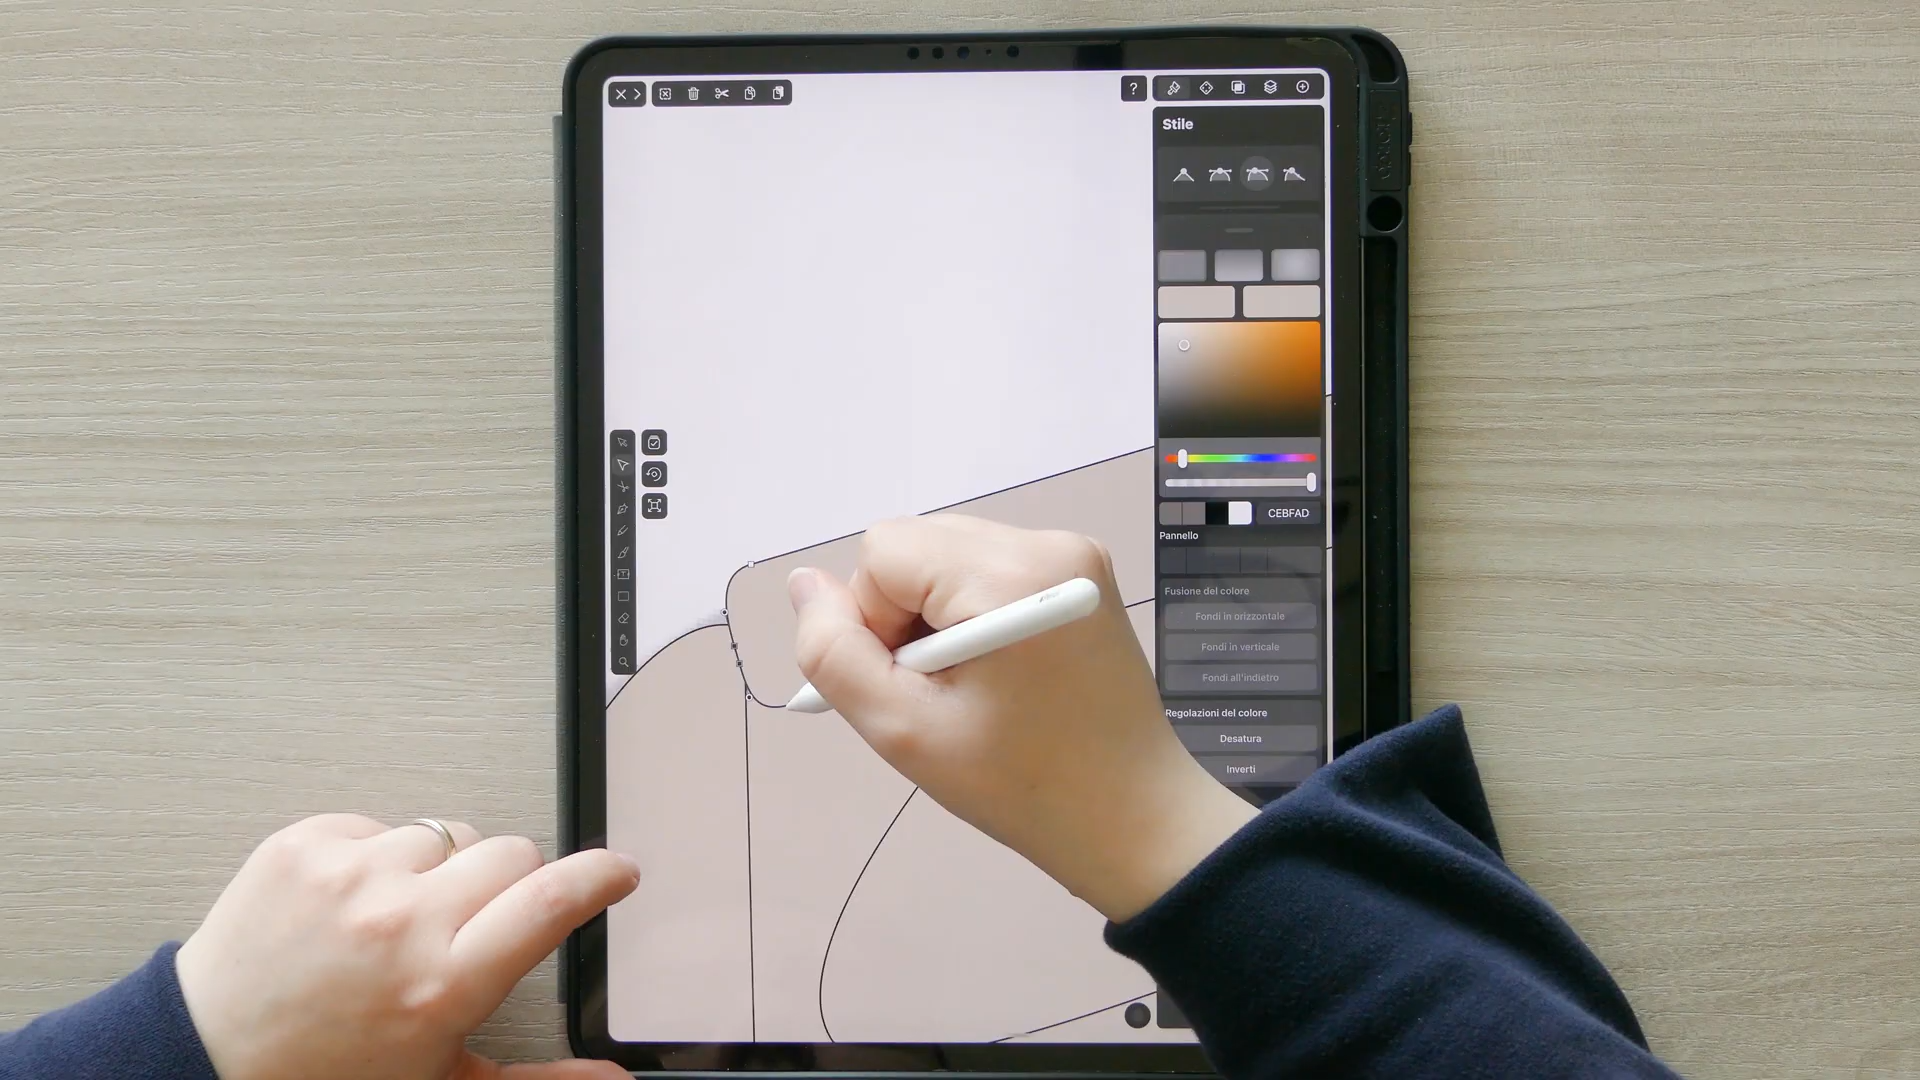 ?
Stile
CEBFAD
Pannello
Fusione del colore
Fondi in orizzontale
Fondi in verticale
Fondi all'indietro
Regolazioni del colore
Desatura
Inverti